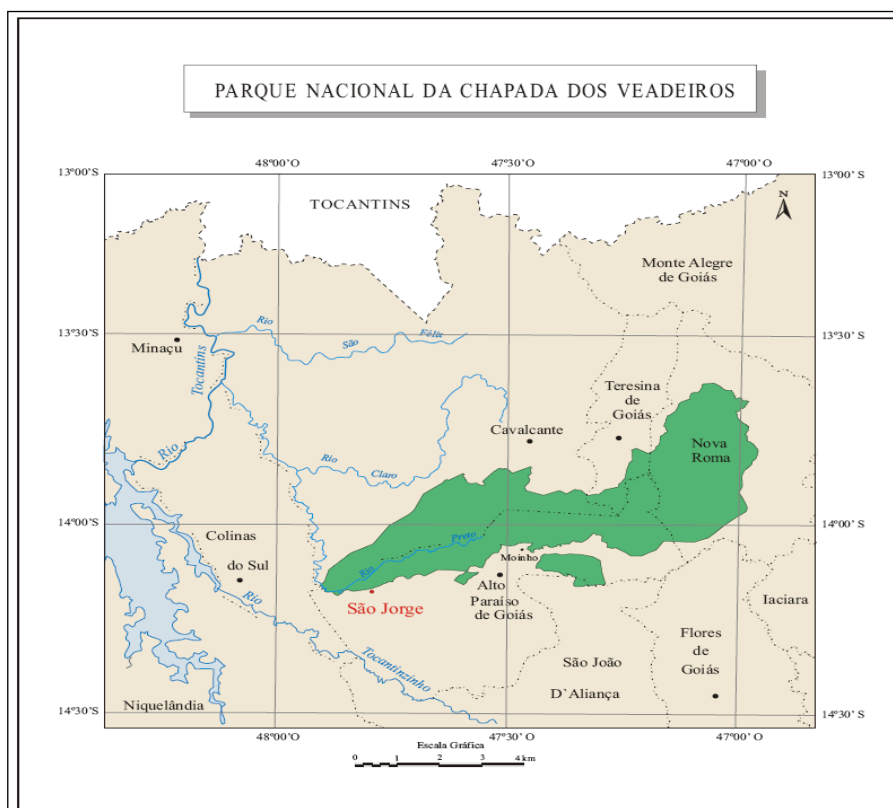 PARQUE NACIONAL DA CHAPADA DOS VEADEIROS
48°00'O
47°30'O
47°00'O
13°00'S
13°00'S
TOCANTINS
N
Monte Alegre
de Goiás
13°30'S
Rio
São
Félix
13°30'S
Minaçu
Tocantins
Rio
Teresina
de
Goiás
Cavalcante
Nova
Roma
Rio
Claro
14°00'S
14°00'S
Colinas
do Sul
Rio
Preto
Moinho
Rio
Tocantinzinho
São Jorge
Alto
Paraíso
de Goiás
Iaciara
Flores
de
Goiás
São João
D`Aliança
Niquelândia
14°30'S
14°30'S
48°00'O
47°30'O
47°00'O
Escala Gráfica
0 1 2 3 4 km